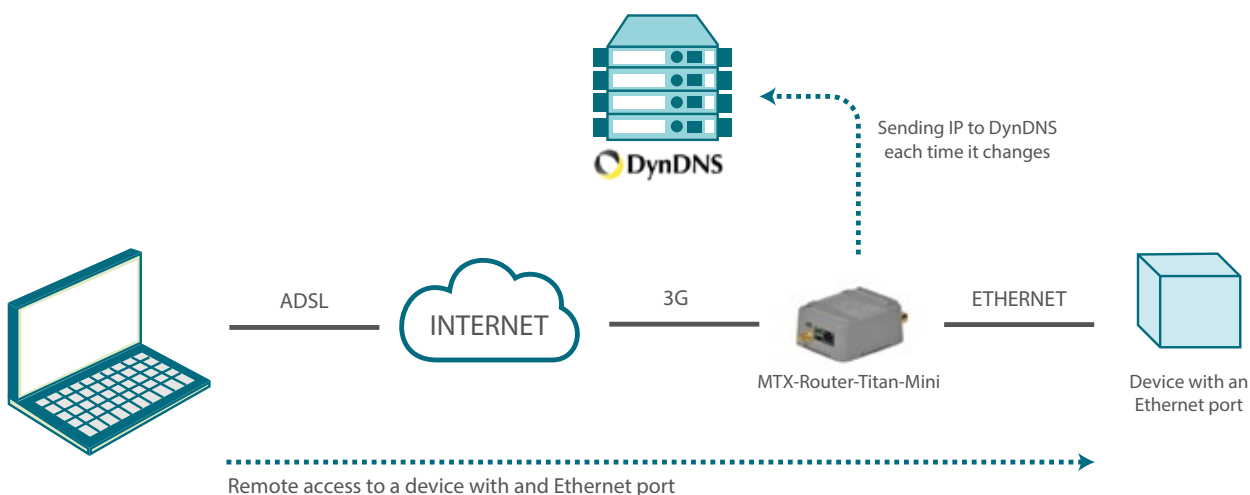 DynDNS
Sending IP to DynDNS
each time it changes
ADSL
INTERNET
3G
ETHERNET
MTX-Router-Titan-Mini
Device with an
Ethernet port
Remote access to a device with and Ethernet port